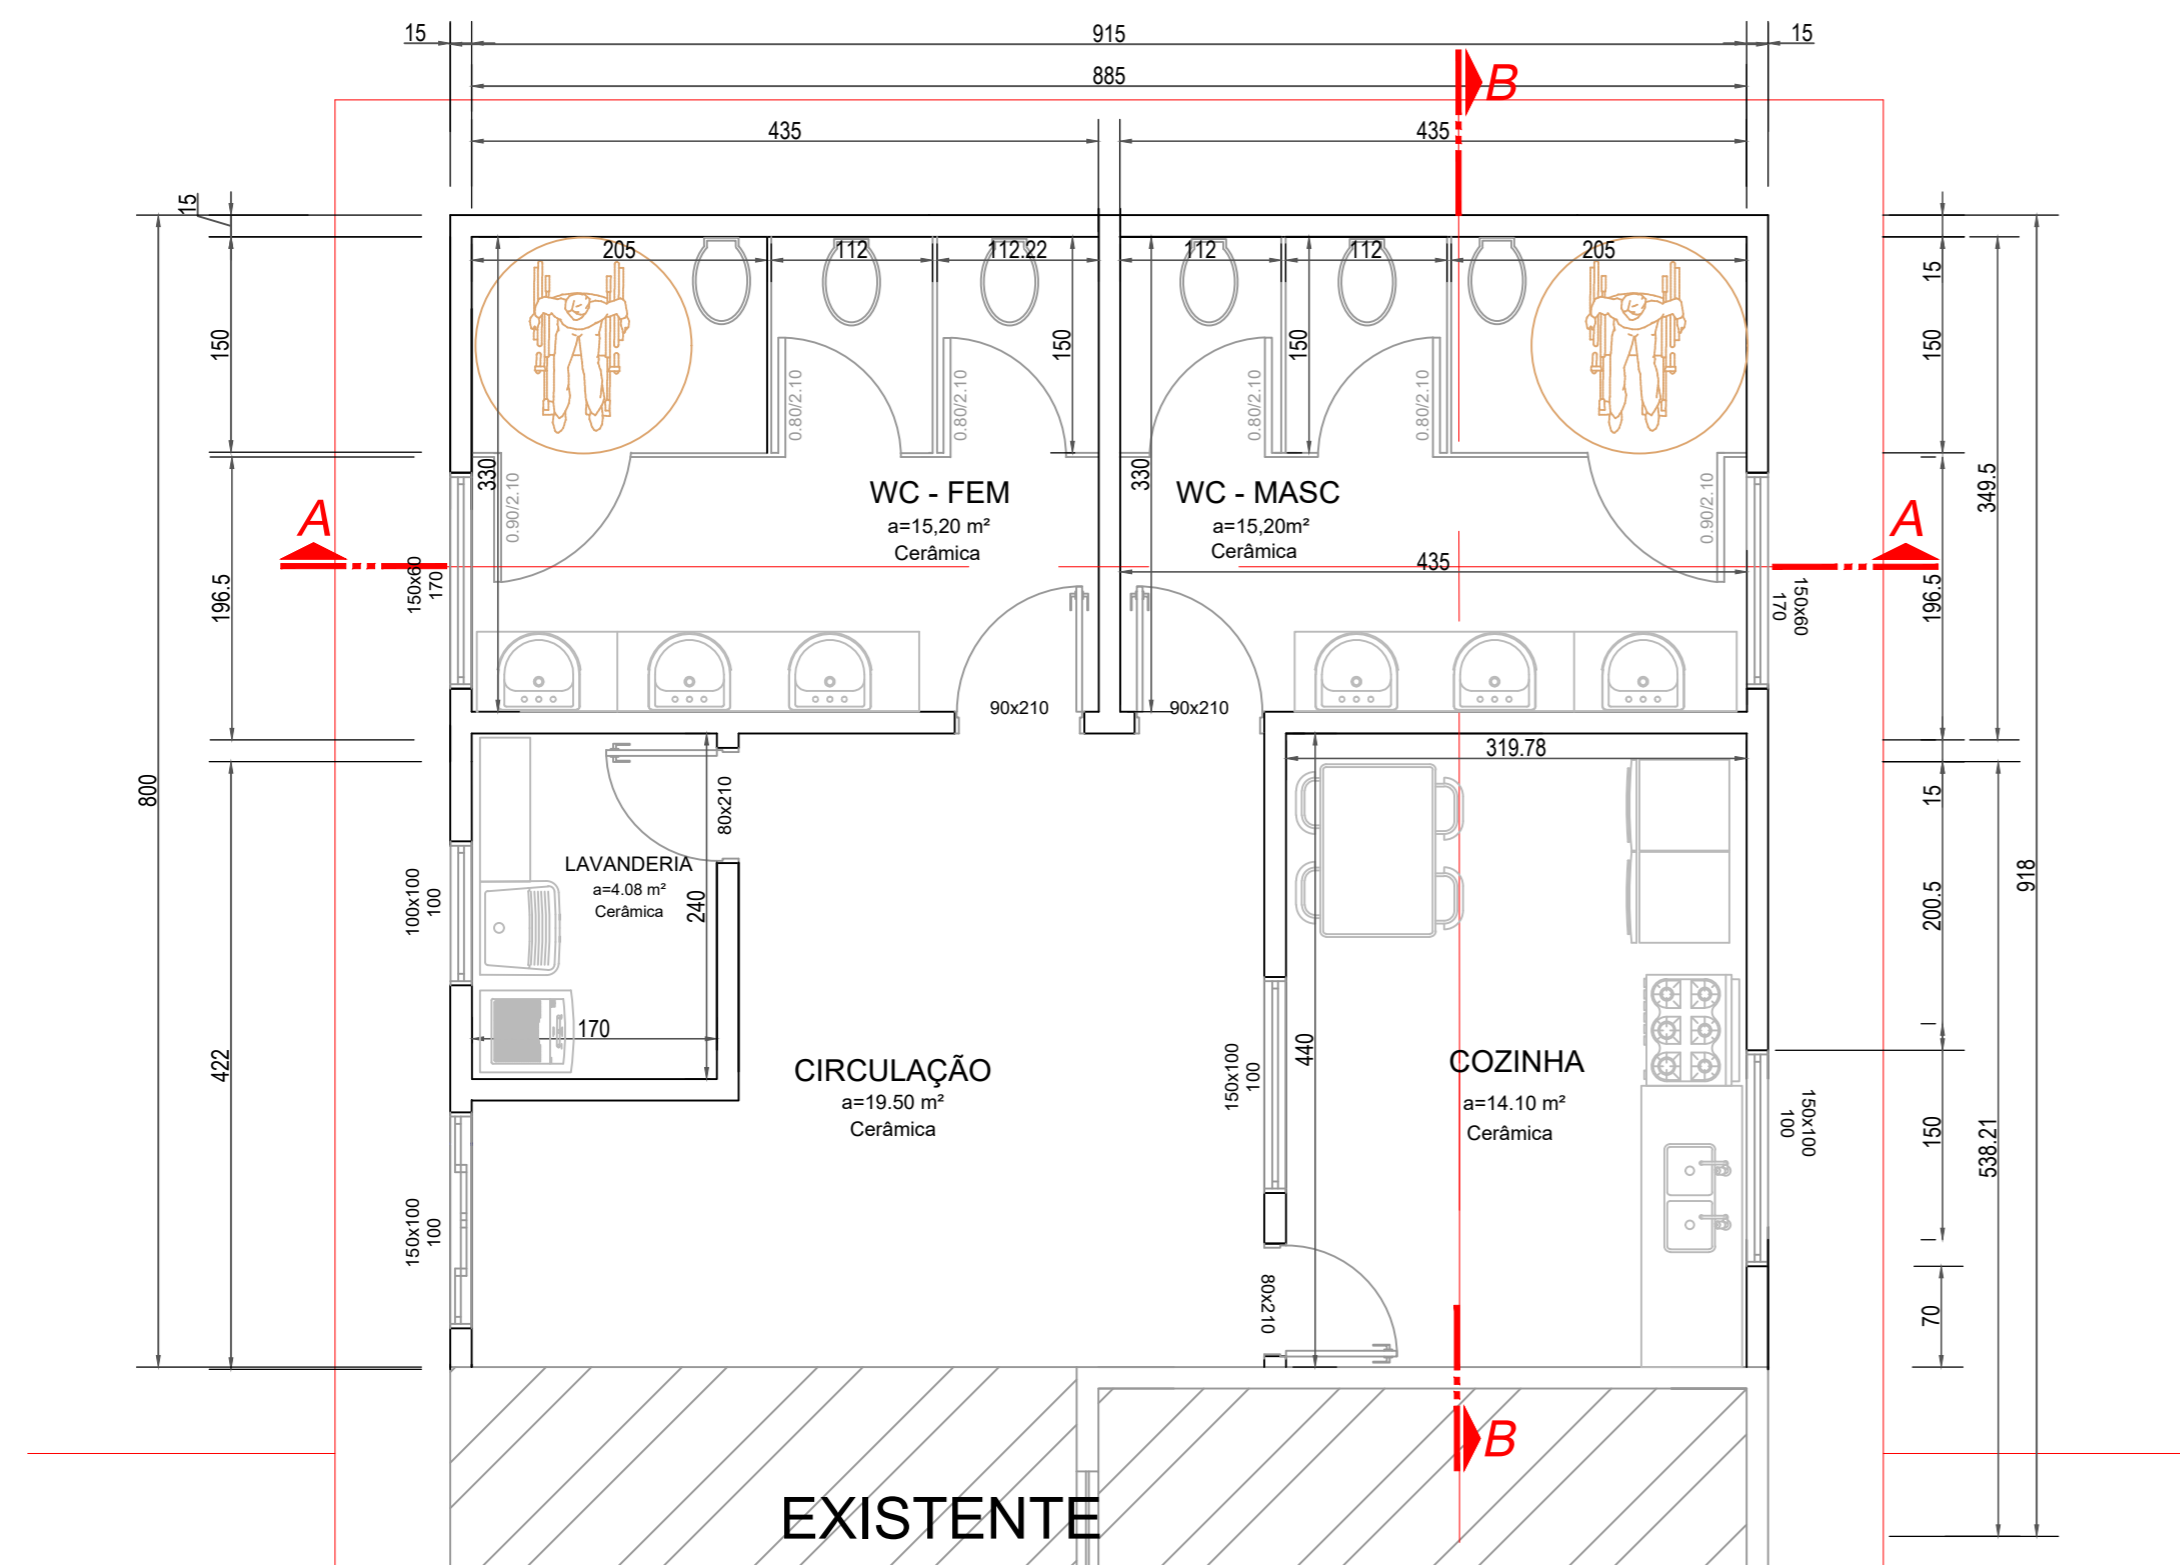 15
915
15
885
B
435
435
15
205
112
112.22
112
112
205
15
150
150
150
150
0.80/2.10
0.80/2.10
0.80/2.10
0.80/2.10
330
330
349.5
0.90/2.10
0.90/2.10
WC - FEM
a=15,20 m²
Cerâmica
WC - MASC
a=15,20m²
Cerâmica
A
A
435
150x60
170
150x60
170
196.5
196.5
90x210
90x210
319.78
800
80x210
15
LAVANDERIA
a=4.08 m²
Cerâmica
240
100x100
100
200.5
918
170
422
CIRCULAÇÃO
a=19.50 m²
Cerâmica
150x100
100
440
COZINHA
a=14.10 m²
Cerâmica
150x100
100
150
538.21
150x100
100
80x210
70
B
EXISTENTE